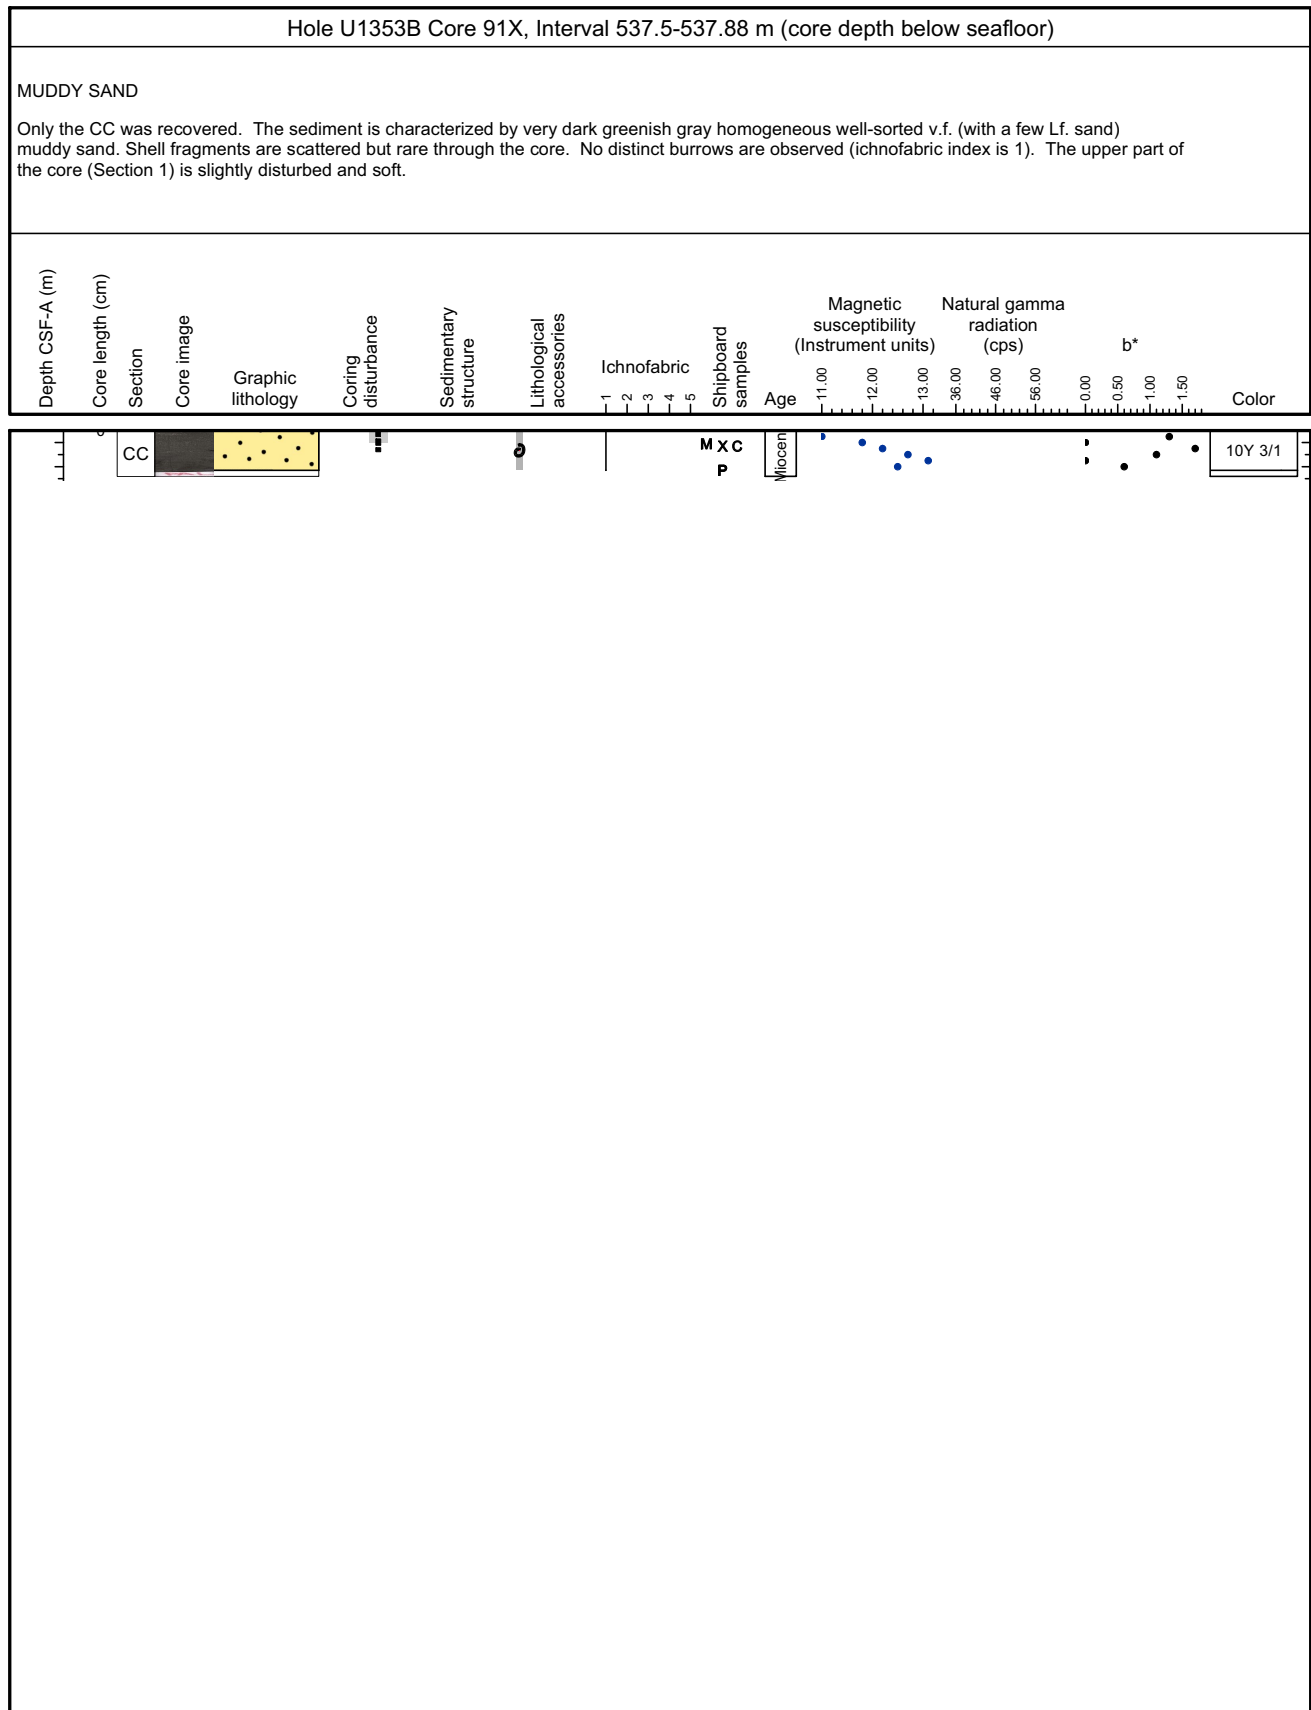 Hole U1353B Core 91X, Interval 537.5-537.88 m (core depth below seafloor)
MUDDY SAND
Only the CC was recovered. The sediment is characterized by very dark greenish gray homogeneous well-sorted v.f. (with a few Lf. sand)
muddy sand. Shell fragments are scattered but rare through the core. No distinct burrows are observed (ichnofabric index is 1). The upper part of
the core (Section 1) is slightly disturbed and soft.
Depth CSF-A (m)
Core length (cm)
Section
Core image
Graphic
lithology
Coring
disturbance
Sedimentary
structure
Lithological
accessories
Ichnofabric
1
2
3
4
5
Shipboard
samples
Age
Magnetic
susceptibility
(Instrument units)
11.00
12.00
13.00
Natural gamma
radiation
(cps)
36.00
46.00
56.00
b*
0.00
0.50
1.00
1.50
Color
CC
M X C
P
Miocen
10Y 3/1